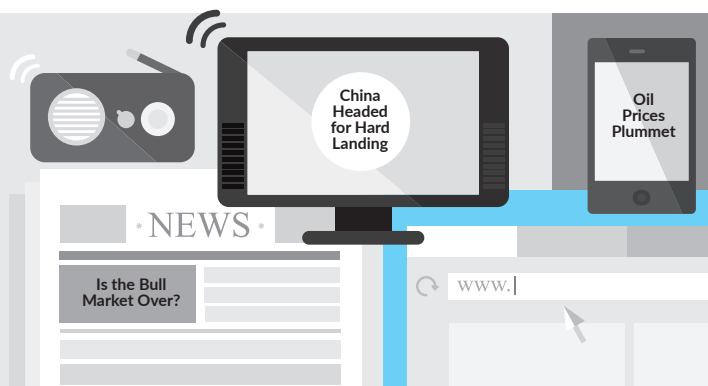 China
Headed
for Hard
Landing
Oil
Prices
Plummet
NEWS
Is the Bull
Market Over?
www.